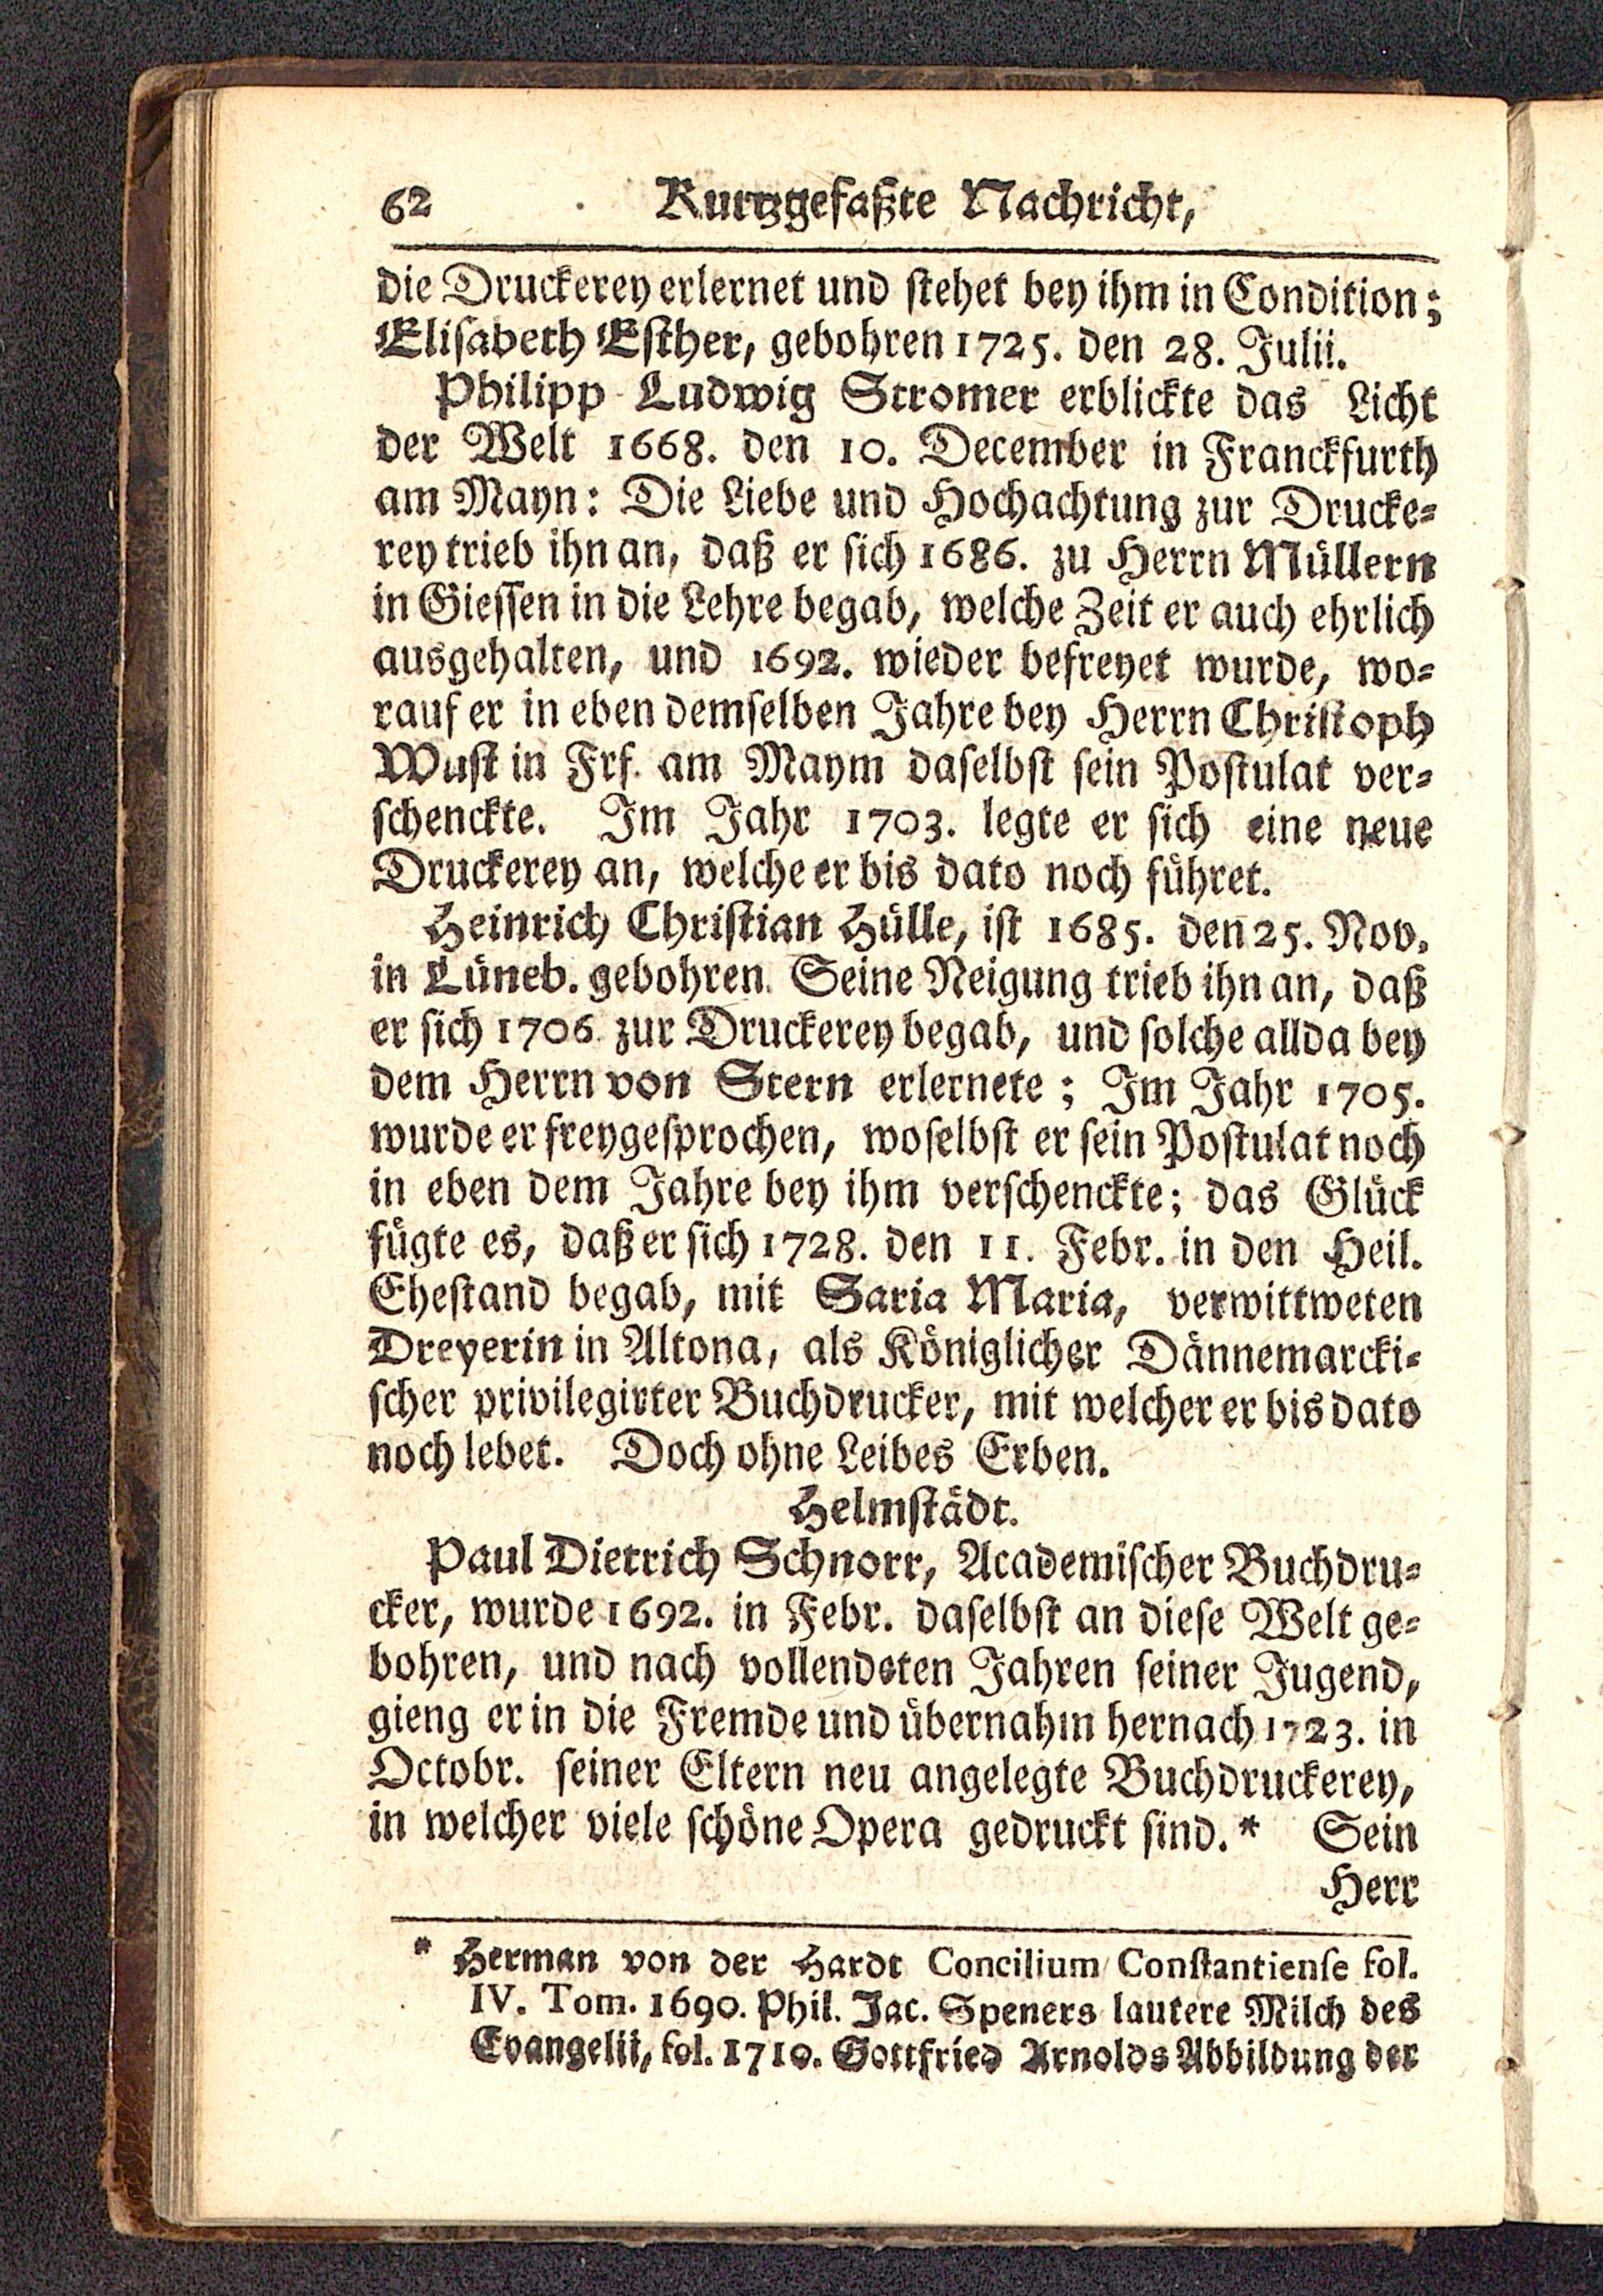 62 Kurtzgefaßte Nachricht,
die Druckerey erlernet und stehet bey ihm in Condition;
Elisabeth Esther, gebohren 1725. den 28. Julii.
Philipp Ludwig Stromer erblickte das Licht
der Welt 1668. den 10. December in Franckfurth
am Mayn: Die Liebe und Hochachtung zur Drucke-
rey trieb ihn an, daß er sich 1686. zu Herrn Müllern
in Giessen in die Lehre begab, welche Zeit er auch ehrlich
ausgehalten, und 1692. wieder befreyet wurde, wo-
rauf er in eben demselben Jahre bey Herrn Christoph
Wust in Frf. am Maym daselbst sein Postulat ver-
schenckte. Im Jahr 1703. legte er sich eine neue
Druckerey an, welche er bis dato noch führet.
Heinrich Christian Hülle, ist 1685. den 25. Nov.
in Lüneb. gebohren. Seine Neigung trieb ihn an, daß
er sich 1706. zur Druckerey begab, und solche allda bey
dem Herrn von Stern erlernete; Im Jahr 1705.
wurde er freygesprochen, woselbst er sein Postulat noch
in eben dem Jahre bey ihm verschenckte; das Glück
fügte es, daß er sich 1728. den 11. Febr. in den Heil.
Ehestand begab, mit Saria Maria, verwittweten
Dreyerin in Altona, als Königlicher Dännemarcki-
scher privilegirter Buchdrucker, mit welcher er bis dato
noch lebet. Doch ohne Leibes Erben.
Helmstädt.
Paul Dietrich Schnorr, Academischer Buchdru-
cker, wurde 1692. in Febr. daselbst an diese Welt ge-
bohren, und nach vollendeten Jahren seiner Jugend,
gieng er in die Fremde und übernahm hernach 1723. in
Octobr. seiner Eltern neu angelegte Buchdruckerey,
in welcher viele schöne Opera gedruckt sind. * Sein
Herr
* Herman von der Hardt Concilium Constantiense fol.
IV. Tom. 1690. Phil. Jac. Speners lautere Milch des
Evangelii, fol. 1710. Gottfried Arnolds Abbildung der